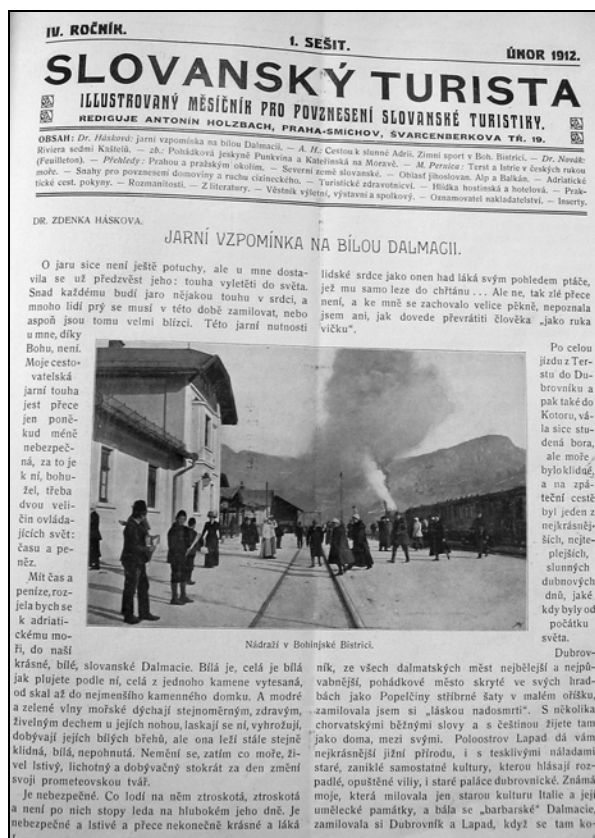 IV. ROČNÍK.
1. SEŠIT.
ÚNOR 1912.
SLOVANSKÝ TURISTA
ILLUSTROVANÝ MĚSÍČNÍK PRO POVZNESENÍ SLOVANSKÉ TURISTIKY.
REDIGUJE ANTONÍN HOLZBACH, PRAHA-SMÍCHOV, ŠVARCENBERKOVA TŘ. 19.
OBSAH: Dr. Hásková: Jarní vzpomínka na bílou Dalmacii. — A. H.: Cestou k slunné Adrii. Zimní sport v Boh. Bistrici. — Dr. Novák:
Riviera sedmi Kaštelů. — zb.: Pohádková jeskyně Punkvina a Kateřinská na Moravě. — M. Pernica: Terst a Istrie v českých rukou
(Feuilleton). — Přehledy: Prahou a pražským okolím. — Severní země slovanské. — Oblasť jihoslovan. Alp a Balkán. — Adriatické
moře. — Snahy pro povznesení domoviny a ruchu cizineckého. — Turistické zdravotnictví. — Hlídka hostinská a hotelová. — Prak-
tické cest. pokyny. — Rozmanitosti. — Z literatury. — Věstník výletní, výstavní a spolkový. — Oznamovatel nakladatelství. — Inserty.
DR. ZDENKA HÁSKOVA:
JARNÍ VZPOMÍNKA NA BÍLOU DALMACII.
O jaru sice není ještě potuchy, ale u mne dosta-
vila se už předzvěst jeho: touha vyletěti do světa.
Snad každému budí jaro nějakou touhu v srdci, a
mnoho lidí prý se musí v této době zamilovat, nebo
aspoň jsou tomu velmi blízci. Této jarní nutnosti
u mne, díky
Bohu, není.
Moje cesto-
vatelská
jarní touha
jest přece
jen poně-
kud méně
nebezpeč-
ná, za to je
k ní, bohu-
žel, třeba
dvou veli-
čin ovláda-
jících svět:
času a pe-
něz.
Mít čas a
peníze, roz-
jela bych se
k adriati-
ckému mo-
ři, do naší
krásné, bílé, slovanské Dalmacie. Bílá je, celá je bílá
jak plujete podle ní, celá z jednoho kamene vytesaná,
od skal až do nejmenšího kamenného domku. A modré
a zelené vlny mořské dýchají stejnoměrným, zdravým,
živelným dechem u jejích nohou, laskají se ní, vyhrožují,
dobývají jejích bílých břehů, ale ona leží stále stejně
klidná, bílá, nepohnutá. Nemění se, zatím co moře, ži-
vel lstivý, lichotný a dobývačný stokrát za den změní
svoji prometeovskou tvář.
Je nebezpečné. Co lodí na něm ztroskotá, ztroskotá
a není po nich stopy leda na hlubokém jeho dně. Je
nebezpečné a lstivé a přece nekonečně krásné a láká
lidské srdce jako onen had láká svým pohledem ptáče,
jež mu samo leze do chřtánu ... Ale ne, tak zlé přece
není, a ke mně se zachovalo velice pěkně, nepoznala
jsem ani, jak dovede převrátiti člověka „jako ruka
vičku“.
Po celou
jízdu z Ter-
stu do Du-
brovníku a
pak také do
Kotoru, vá-
la sice stu-
dená bora,
ale moře
bylo klidné,
a na zpá-
teční cestě
byl jeden z
nejkrásněj-
ších, nejte-
plejších,
slunných
dubnových
dnů, jaké
kdy byly od
počátku
světa.
Dubrov-
ník, ze všech dalmatských měst nejbělejší a nejpů-
vabnější, pohádkové město skryté ve svých hrad-
bách jako Popelčiny stříbrné šaty v malém oříšku,
zamilovala jsem si „láskou nadosmrti“. S několika
chorvatskými běžnými slovy a s češtinou žijete tam
jako doma, mezi svými. Poloostrov Lapad dá vám
nejkrásnější jižní přírodu, i s tesklivými náladami
staré, zaniklé samostatné kultury, kterou hlásají roz-
padlé, opuštěné villy, i staré paláce dubrovnické. Známá
moje, která milovala jen starou kulturu Italie a její
umělecké památky, a bála se „barbarské“ Dalmacie,
zamilovala si Dubrovník a Lapad, když se tam ko-
Nádraží v Bohinjské Bistrici.